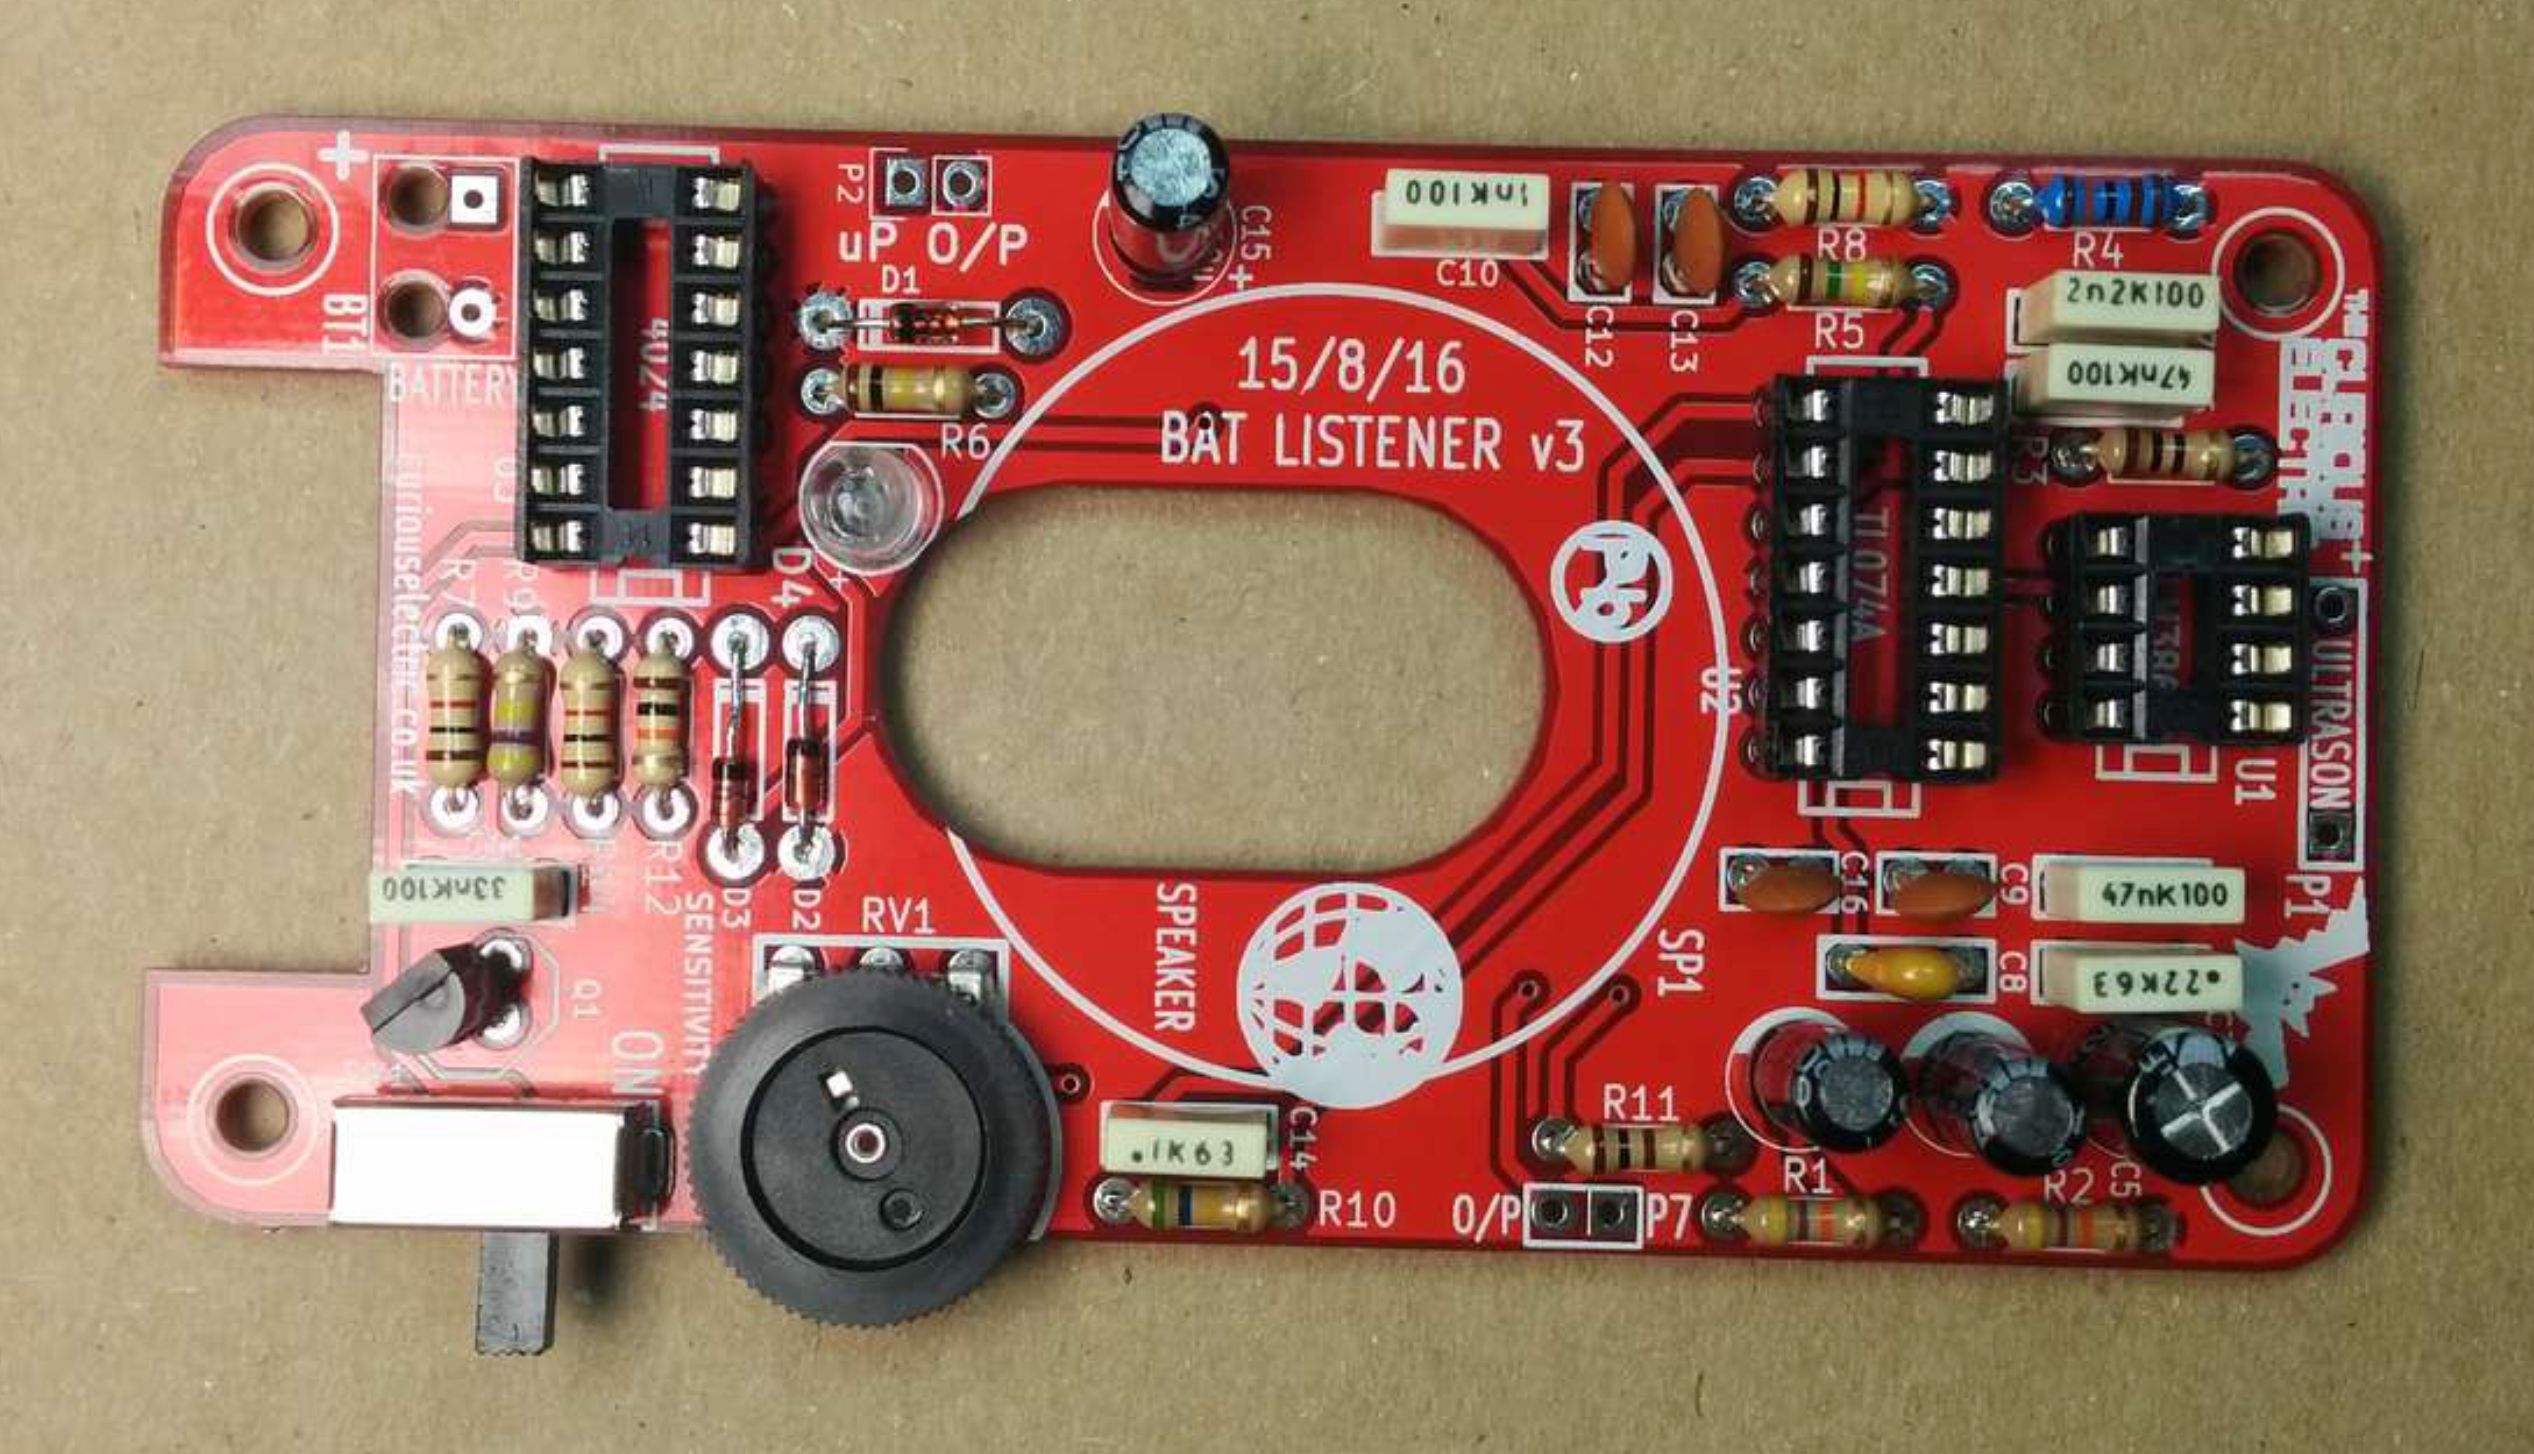 +
P2
uP O/P
D1
BT1
BATTERY
4024
R6
C15
+
1nK100
C10
C12
C13
R8
R5
R4
2n2K100
47nK100
R3
15/8/16
BAT LISTENER v3
Pb
TL074A
U2
U1
+
ULTRASON
P1
curiouselectric.co.uk
R7
R9
R12
D4
+
D3
D2
RV1
SENSITIVITY
33nK100
Q1
ON
SPEAKER
SP1
C16
C9
47nK100
C8
.22K63
.1K63
C14
R10
R11
O/P
P7
R1
R2
C5